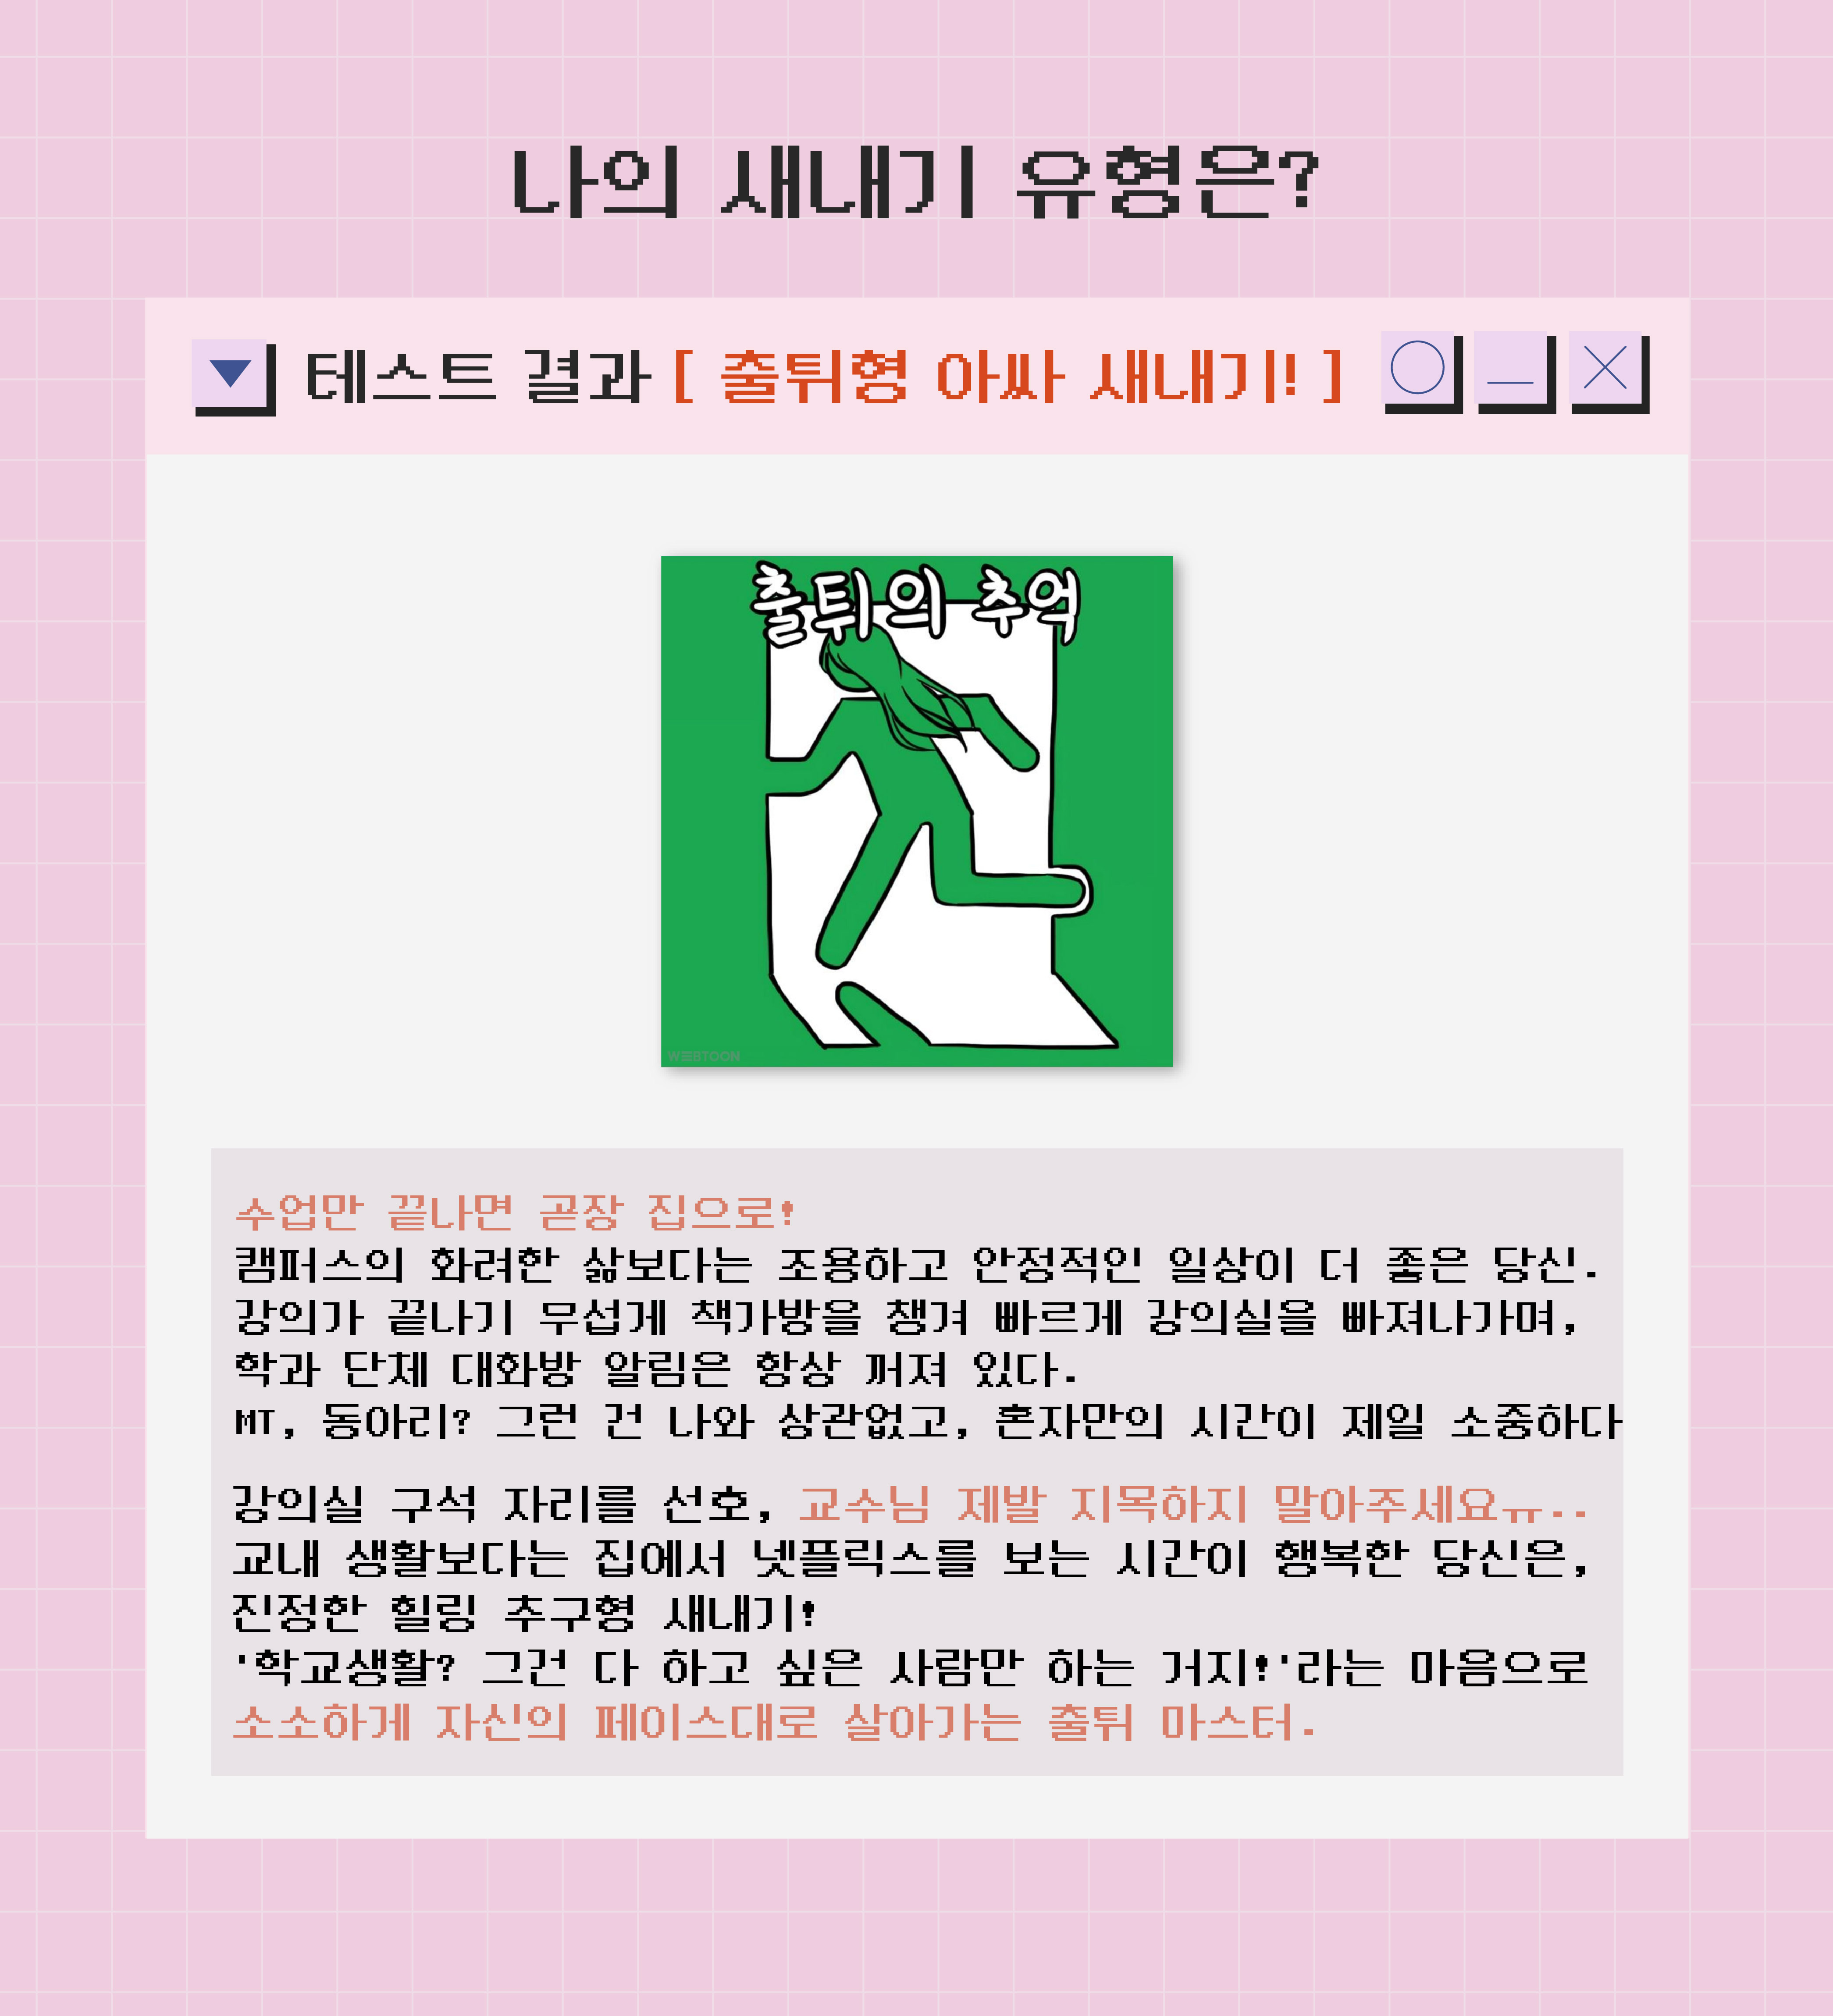 나의 새내기 유형은?
테스트 결과 [ 출튀형 아싸 새내기! ]
출튀의 추억
WEBTOON
수업만 끝나면 곧장 집으로!
캠퍼스의 화려한 삶보다는 조용하고 안정적인 일상이 더 좋은 당신.
강의가 끝나기 무섭게 책가방을 챙겨 빠르게 강의실을 빠져나가며,
학과 단체 대화방 알림은 항상 꺼져 있다.
MT, 동아리? 그런 건 나와 상관없고, 혼자만의 시간이 제일 소중하다
강의실 구석 자리를 선호, 교수님 제발 지목하지 말아주세요ㅠ..
교내 생활보다는 집에서 넷플릭스를 보는 시간이 행복한 당신은,
진정한 힐링 추구형 새내기!
'학교생활? 그건 다 하고 싶은 사람만 하는 거지!'라는 마음으로
소소하게 자신의 페이스대로 살아가는 출튀 마스터.